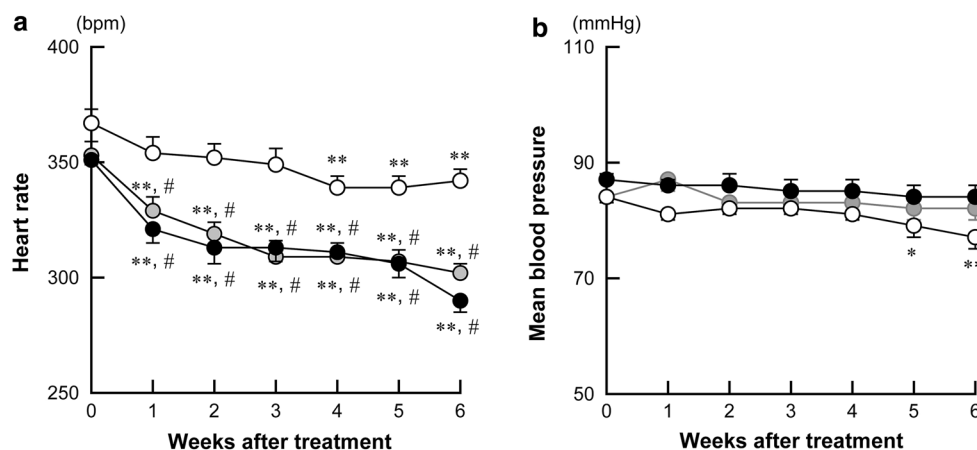 a (bpm)
400
350
300
250
Heart rate
** ** **
**, #
**, #
**, # **, #
**, #
**, #
**, #
**, #
**, # **, #
**, #
**, #
0 1 2 3 4 5 6
Weeks after treatment
b (mmHg)
110
90
70
50
Mean blood pressure
* **
0 1 2 3 4 5 6
Weeks after treatment